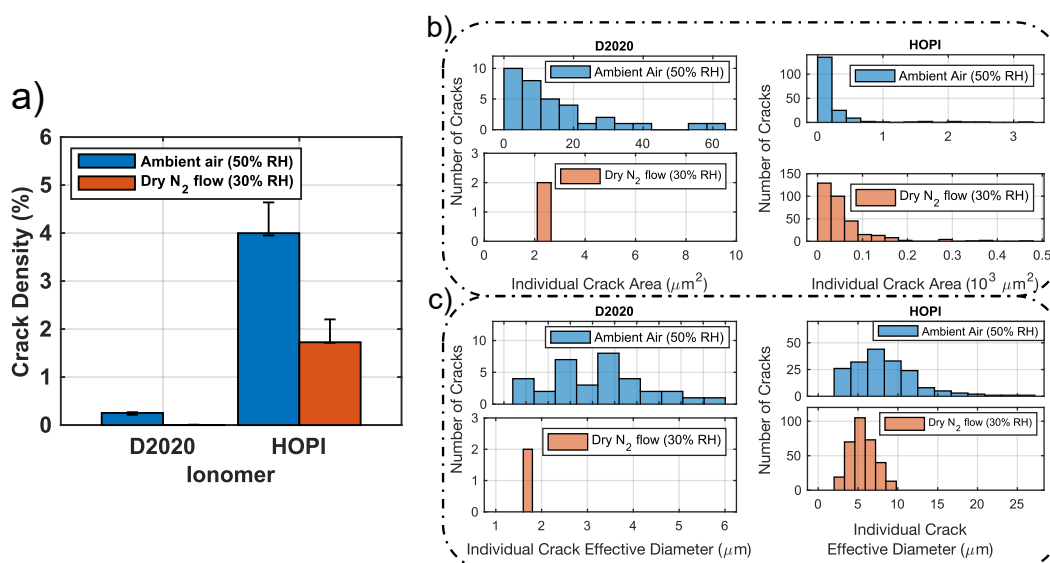 a)
6
5
4
3
2
1
0
Crack Density (%)
Ambient air (50% RH)
Dry N2 flow (30% RH)
D2020 HOPI
Ionomer
b)
D2020
10
5
0
Ambient Air (50% RH)
0 20 40 60
3
2
1
0
Dry N2 flow (30% RH)
0 2 4 6 8 10
Number of Cracks
Individual Crack Area (μm2)
HOPI
100
50
0
Ambient Air (50% RH)
0 1 2 3
150
100
50
0
Dry N2 flow (30% RH)
0 0.1 0.2 0.3 0.4 0.5
Number of Cracks
Individual Crack Area (103 μm2)
c)
D2020
10
5
0
Ambient Air (50% RH)
3
2
1
0
Dry N2 flow (30% RH)
1 2 3 4 5 6
Number of Cracks
Individual Crack Effective Diameter (μm)
HOPI
50
25
0
Ambient Air (50% RH)
100
50
0
Dry N2 flow (30% RH)
0 5 10 15 20 25
Number of Cracks
Individual Crack
Effective Diameter (μm)